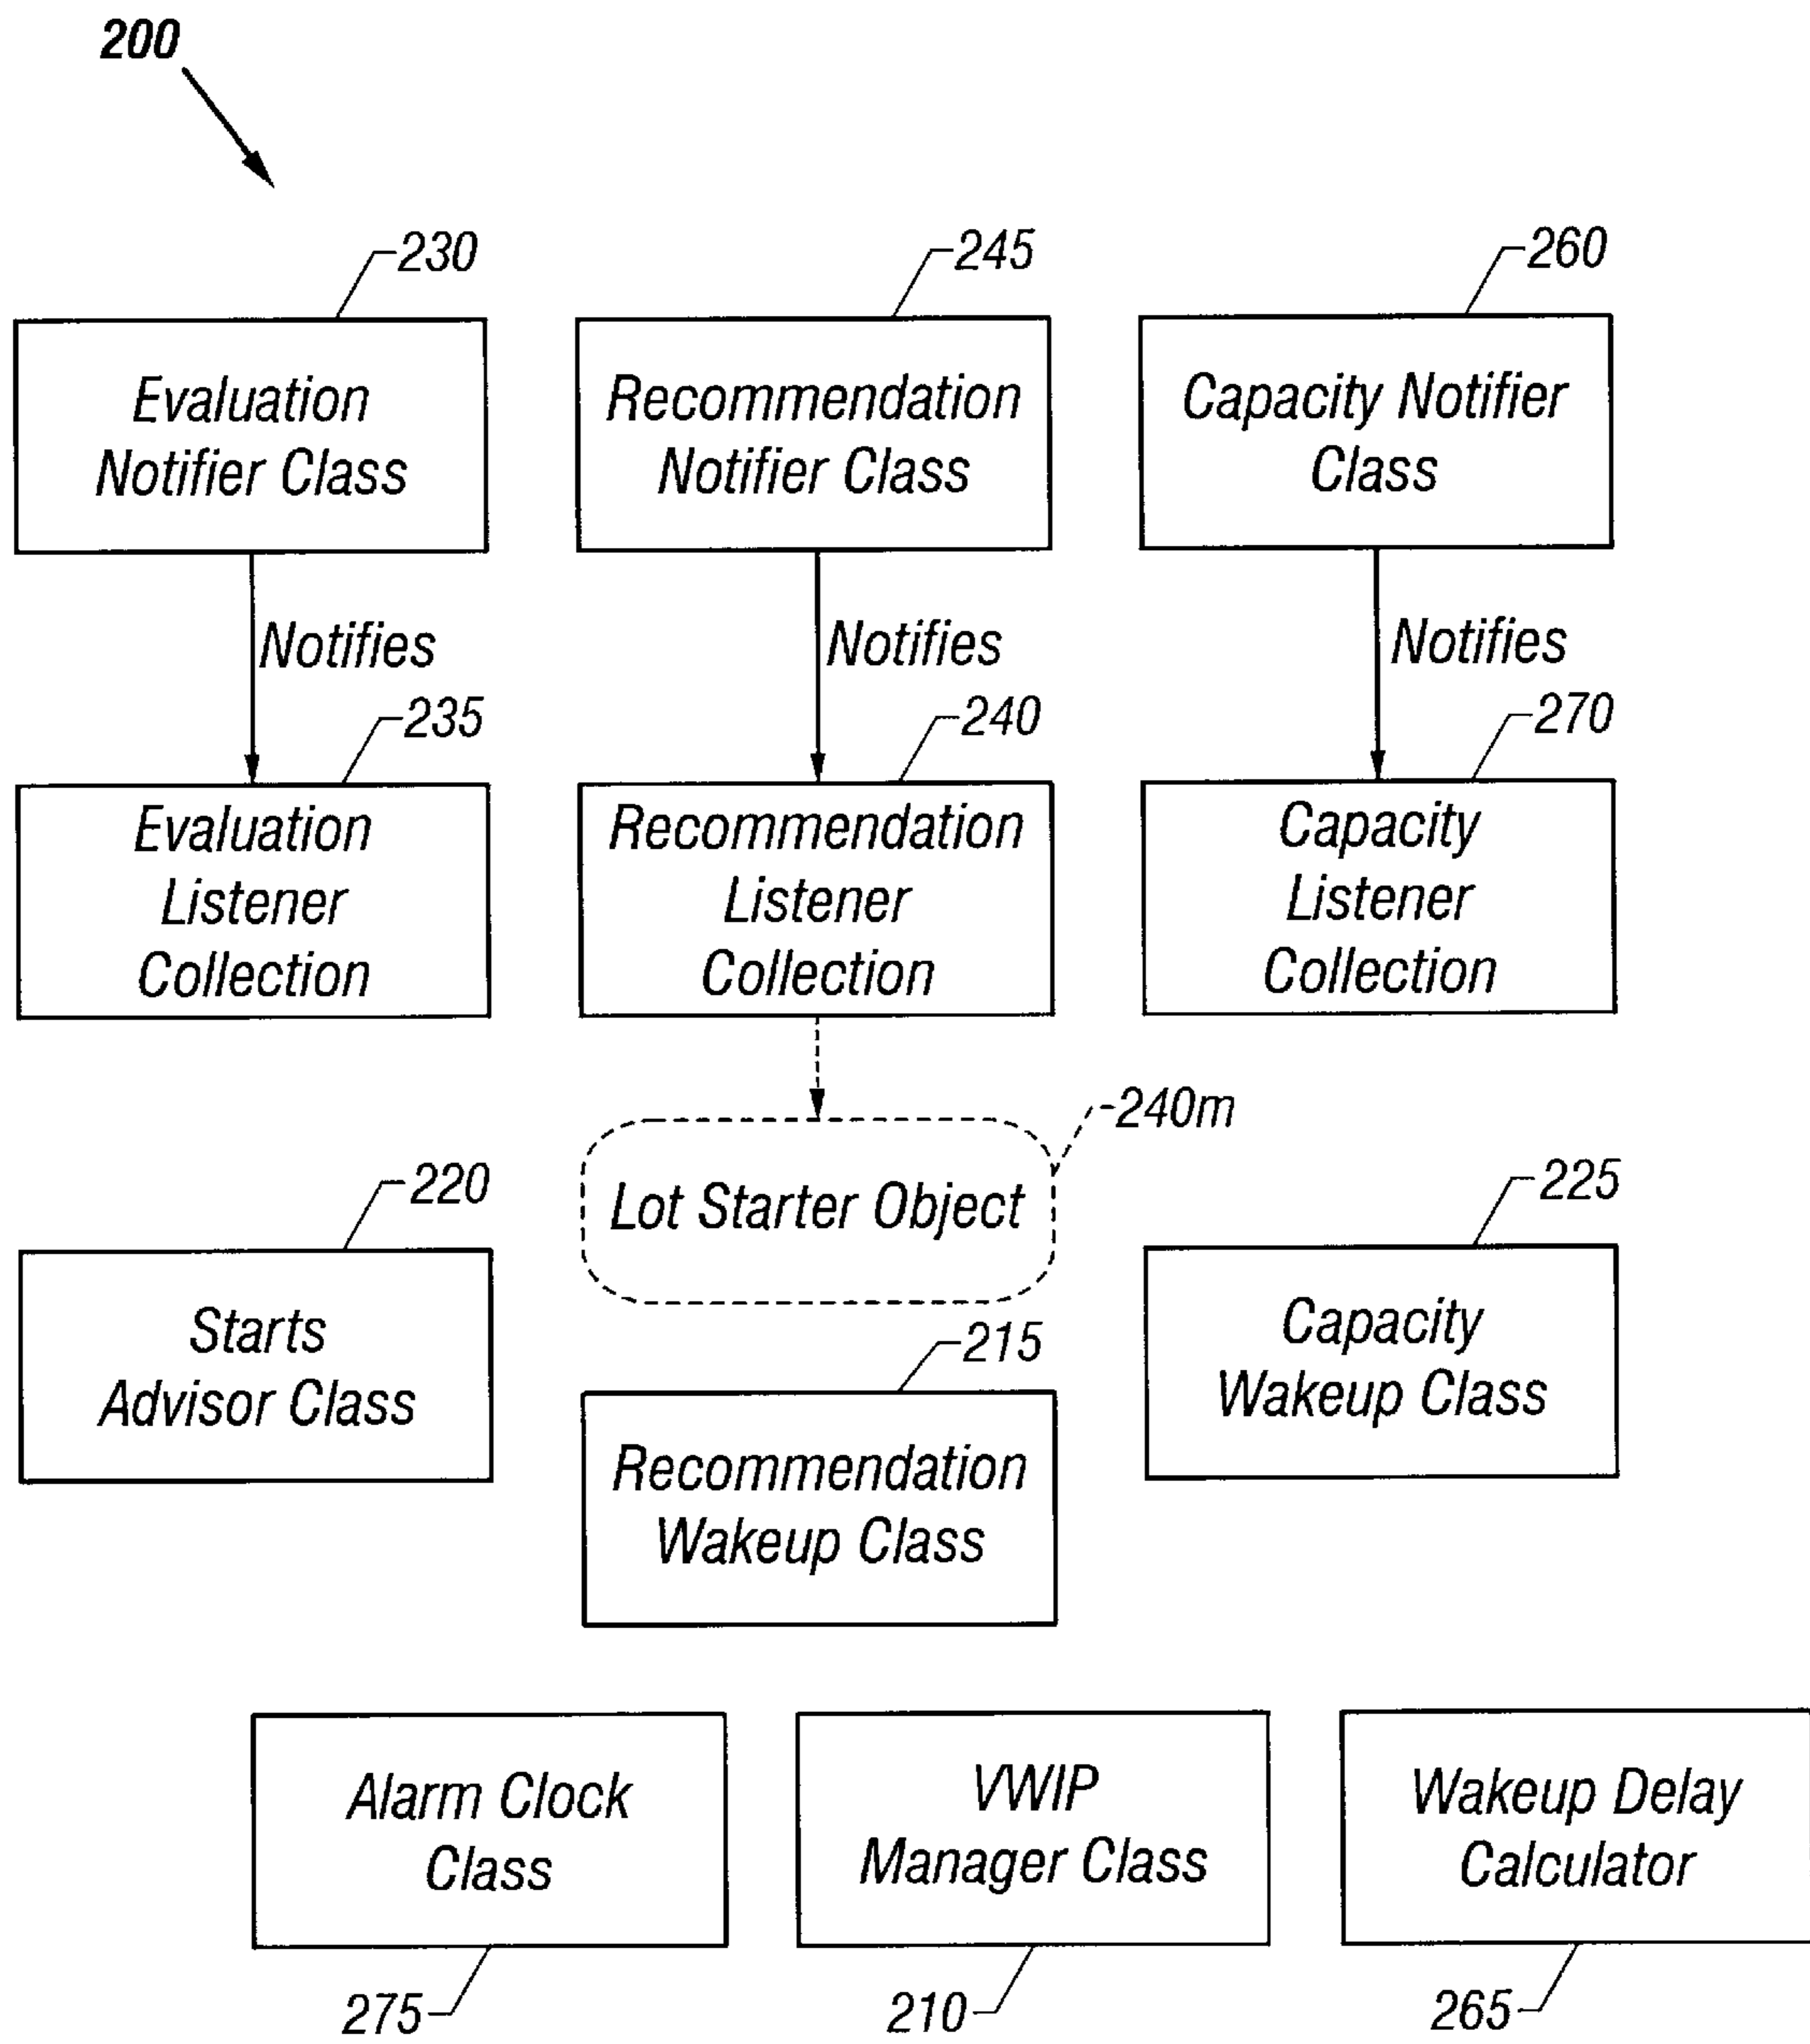 200
230
245
260
Evaluation
Notifier Class
Recommendation
Notifier Class
Capacity Notifier
Class
Notifies
Notifies
Notifies
235
240
270
Evaluation
Listener
Collection
Recommendation
Listener
Collection
Capacity
Listener
Collection
240m
Lot Starter Object
220
225
Starts
Advisor Class
Capacity
Wakeup Class
215
Recommendation
Wakeup Class
Alarm Clock
Class
VWIP
Manager Class
Wakeup Delay
Calculator
275
210
265